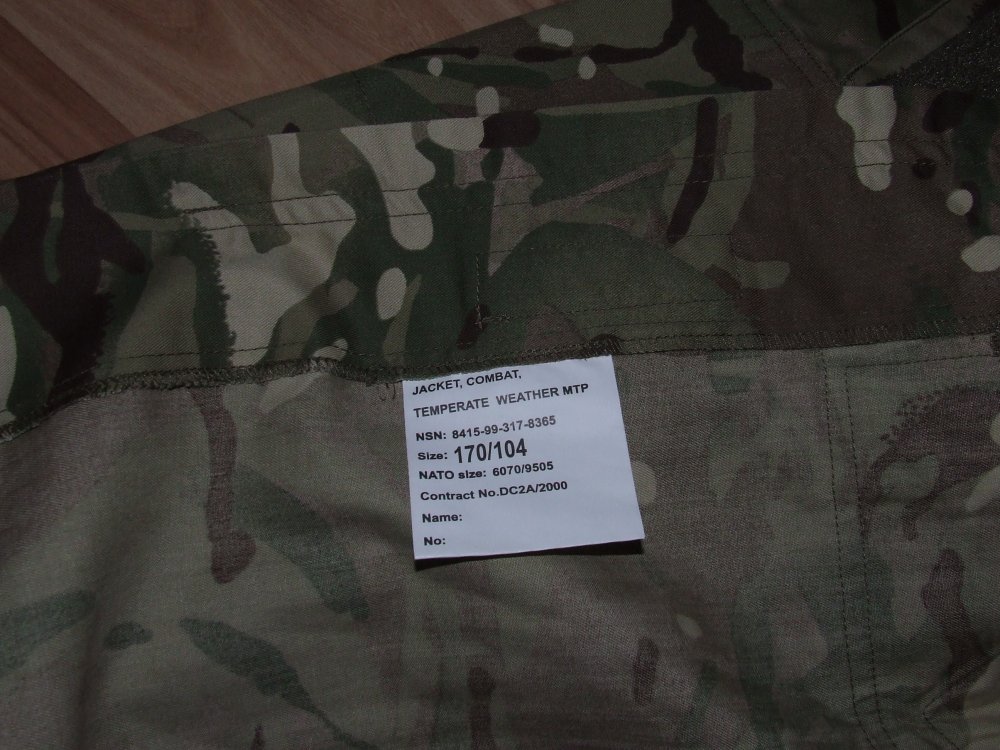 JACKET, COMBAT,
TEMPERATE WEATHER MTP
NSN: 8415-99-317-8365
Size: 170/104
NATO size: 6070/9505
Contract No.DC2A/2000
Name:
No: